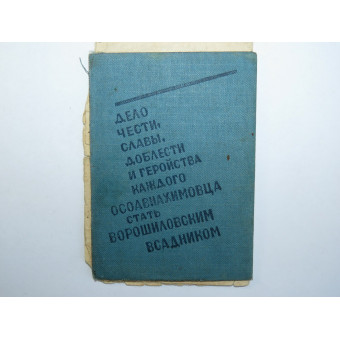 ДЕЛО
ЧЕСТИ,
СЛАВЫ,
ДОБЛЕСТИ
И ГЕРОЙСТВА
КАЖДОГО
ОСОАВИАХИМОВЦА
СТАТЬ
ВОРОШИЛОВСКИМ
ВСАДНИКОМ